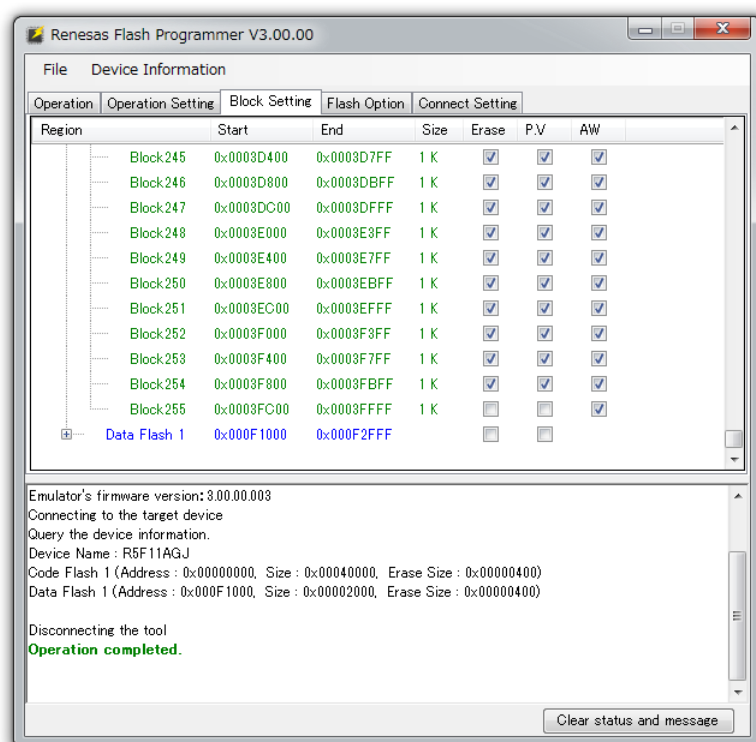 Renesas Flash Programmer V3.00.00
File Device Information
Operation Operation Setting Block Setting Flash Option Connect Setting
Region Start End Size Erase P.V AW
Block245 0x0003D400 0x0003D7FF 1 K
Block246 0x0003D800 0x0003DBFF 1 K
Block247 0x0003DC00 0x0003DFFF 1 K
Block248 0x0003E000 0x0003E3FF 1 K
Block249 0x0003E400 0x0003E7FF 1 K
Block250 0x0003E800 0x0003EBFF 1 K
Block251 0x0003EC00 0x0003EFFF 1 K
Block252 0x0003F000 0x0003F3FF 1 K
Block253 0x0003F400 0x0003F7FF 1 K
Block254 0x0003F800 0x0003FBFF 1 K
Block255 0x0003FC00 0x0003FFFF 1 K
Data Flash 1 0x000F1000 0x000F2FFF
Emulator's firmware version: 3.00.00.003
Connecting to the target device
Query the device information.
Device Name : R5F11AGJ
Code Flash 1 (Address : 0x00000000, Size : 0x00040000, Erase Size : 0x00000400)
Data Flash 1 (Address : 0x000F1000, Size : 0x00002000, Erase Size : 0x00000400)
Disconnecting the tool
Operation completed.
Clear status and message